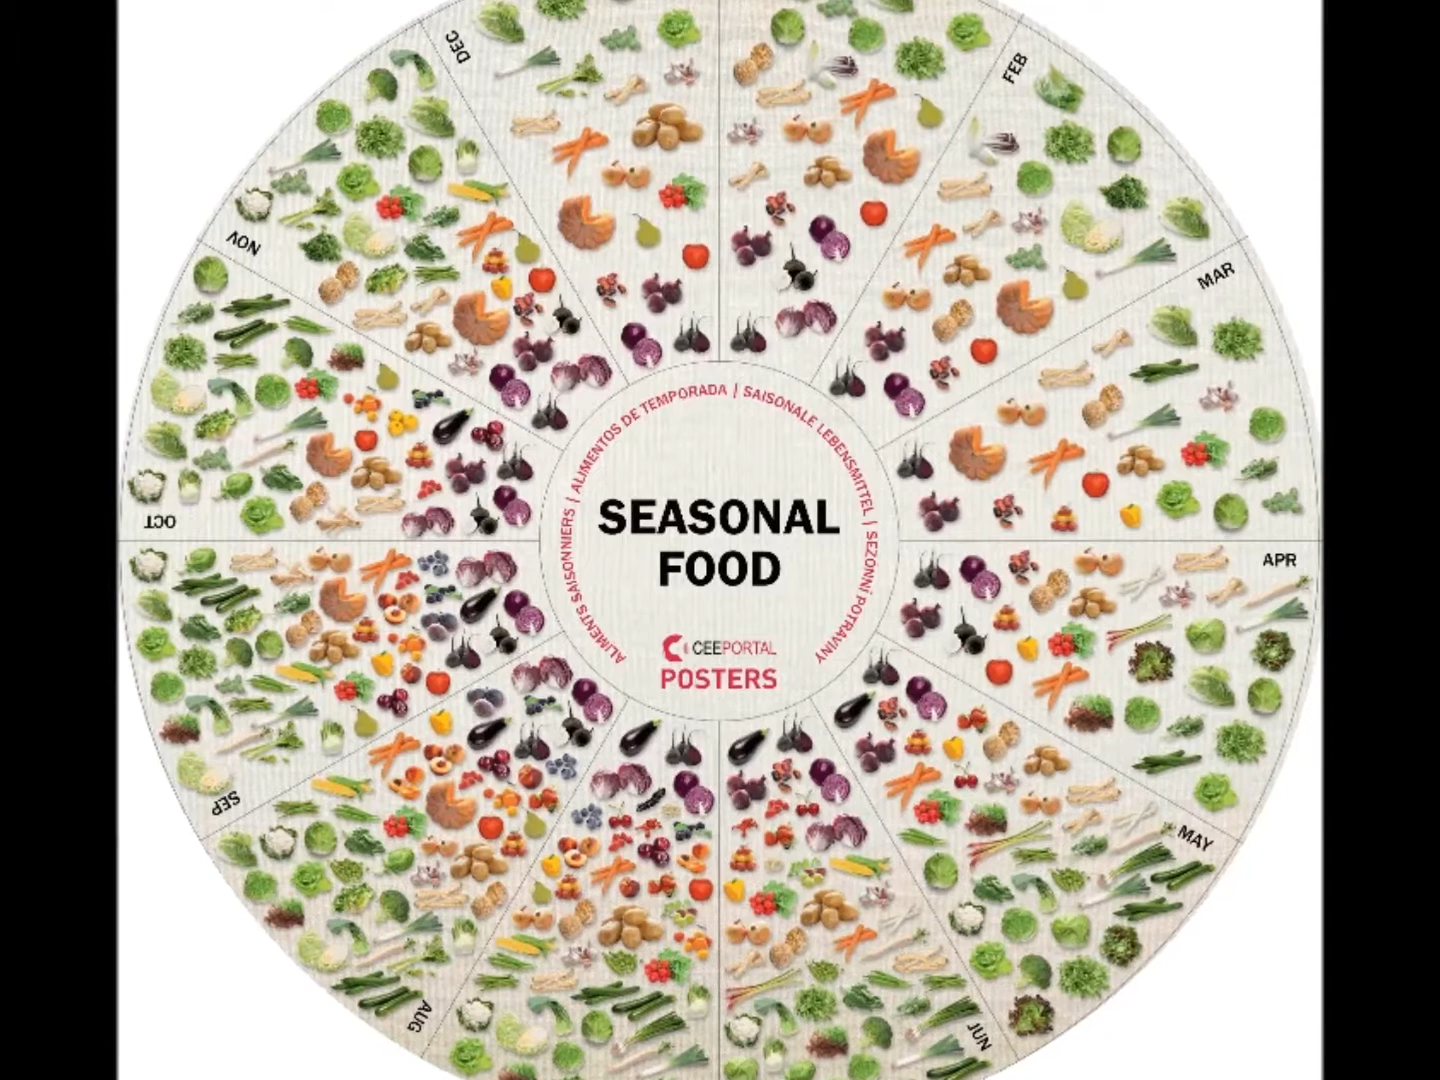 DEC
FEB
NOV
MAR
OCT
APR
SEP
MAY
AUG
JUN
ALIMENTS SAISONNIERS | ALIMENTOS DE TEMPORADA | SAISONALE LEBENSMITTEL | SEZONNÍ POTRAVINY
SEASONAL
FOOD
CEEPORTAL
POSTERS